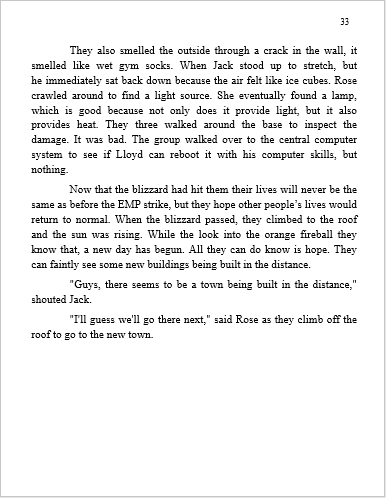 33
They also smelled the outside through a crack in the wall, it
smelled like wet gym socks. When Jack stood up to stretch, but
he immediately sat back down because the air felt like ice cubes. Rose
crawled around to find a light source. She eventually found a lamp,
which is good because not only does it provide light, but it also
provides heat. They three walked around the base to inspect the
damage. It was bad. The group walked over to the central computer
system to see if Lloyd can reboot it with his computer skills, but
nothing.
Now that the blizzard had hit them their lives will never be the
same as before the EMP strike, but they hope other people's lives would
return to normal. When the blizzard passed, they climbed to the roof
and the sun was rising. While the look into the orange fireball they
know that, a new day has begun. All they can do know is hope. They
can faintly see some new buildings being built in the distance.
"Guys, there seems to be a town being built in the distance,"
shouted Jack.
"I'll guess we'll go there next," said Rose as they climb off the
roof to go to the new town.